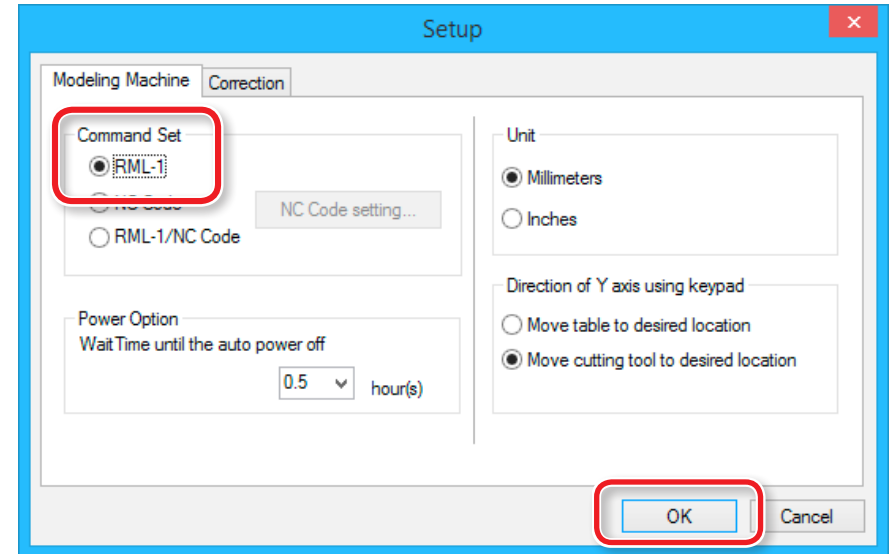 Setup
Modeling Machine
Correction
Command Set
RML-1
NC Code
NC Code setting...
RML-1/NC Code
Power Option
WaitTime until the auto power off
0.5
hour(s)
Unit
Millimeters
Inches
Direction of Y axis using keypad
Move table to desired location
Move cutting tool to desired location
OK
Cancel